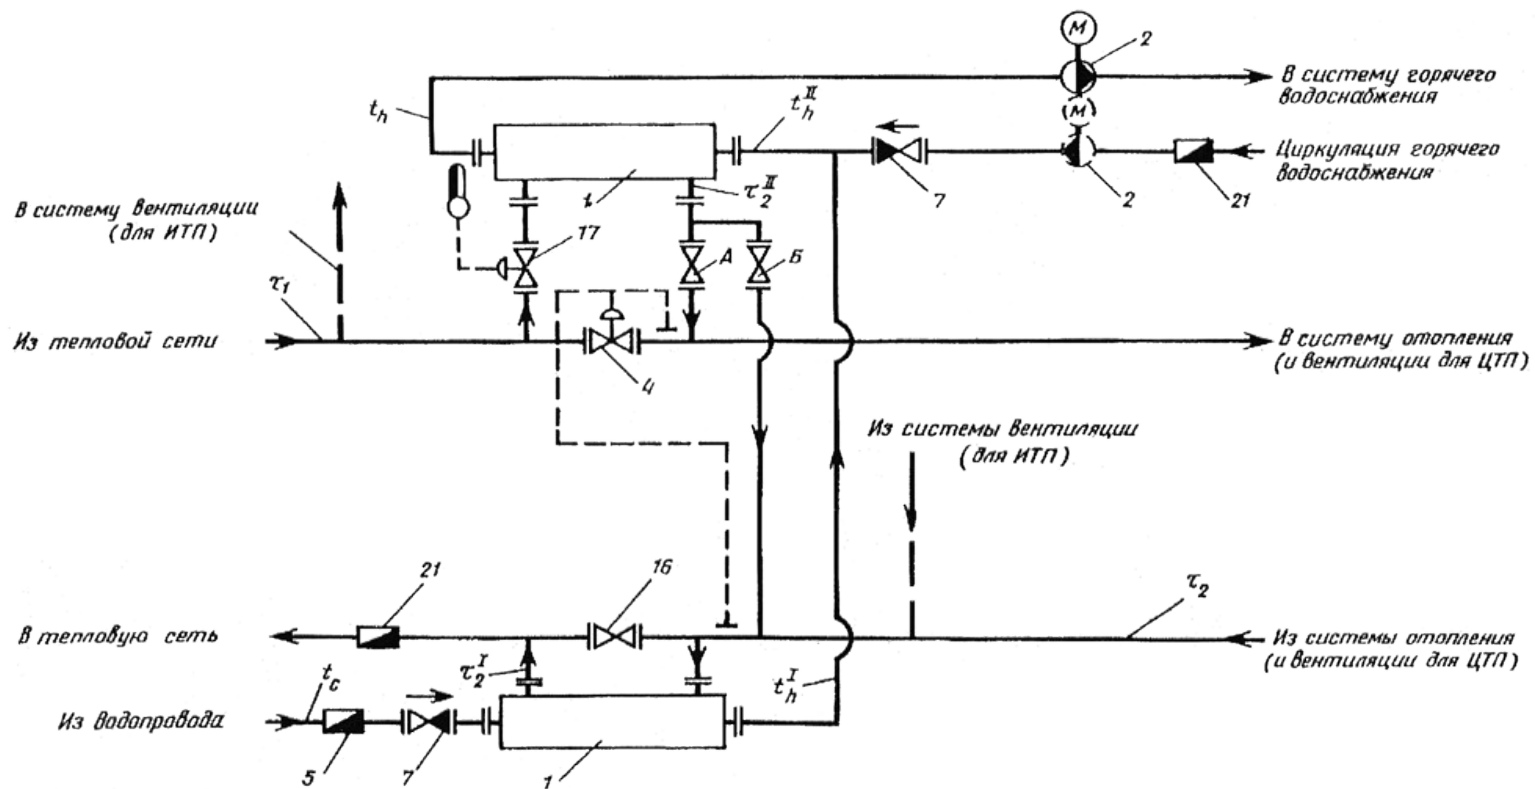 М
2
В систему горячего
водоснабжения
t_h
t_h^II
М
Циркуляция горячего
водоснабжения
1
τ_2^II
7
2
21
В систему вентиляции
(для ИТП)
17
А
Б
τ_1
Из тепловой сети
4
В систему отопления
(и вентиляции для ЦТП)
Из системы вентиляции
(для ИТП)
21
16
τ_2
В тепловую сеть
Из системы отопления
(и вентиляции для ЦТП)
t_c
τ_2^I
t_h^I
Из водопровода
5
7
1